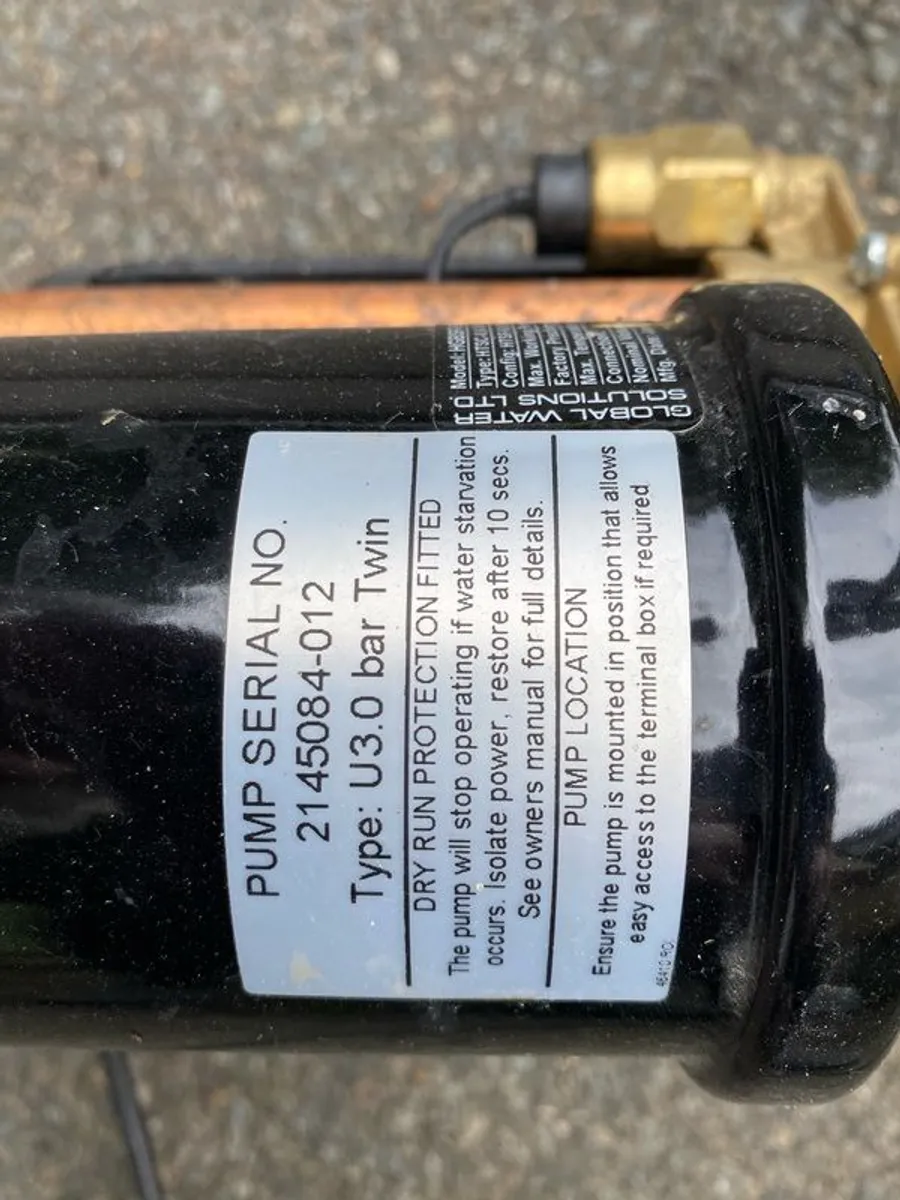 PUMP SERIAL NO.
2145084-012
Type: U3.0 bar Twin
DRY RUN PROTECTION FITTED
The pump will stop operating if water starvation
occurs. Isolate power, restore after 10 secs.
See owners manual for full details.
PUMP LOCATION
Ensure the pump is mounted in position that allows
easy access to the terminal box if required
GLOBAL WATER
SOLUTIONS LTD.
Model:
Type:
Config:
Max.
Factory
Max.
Nominal
Mfg. Date